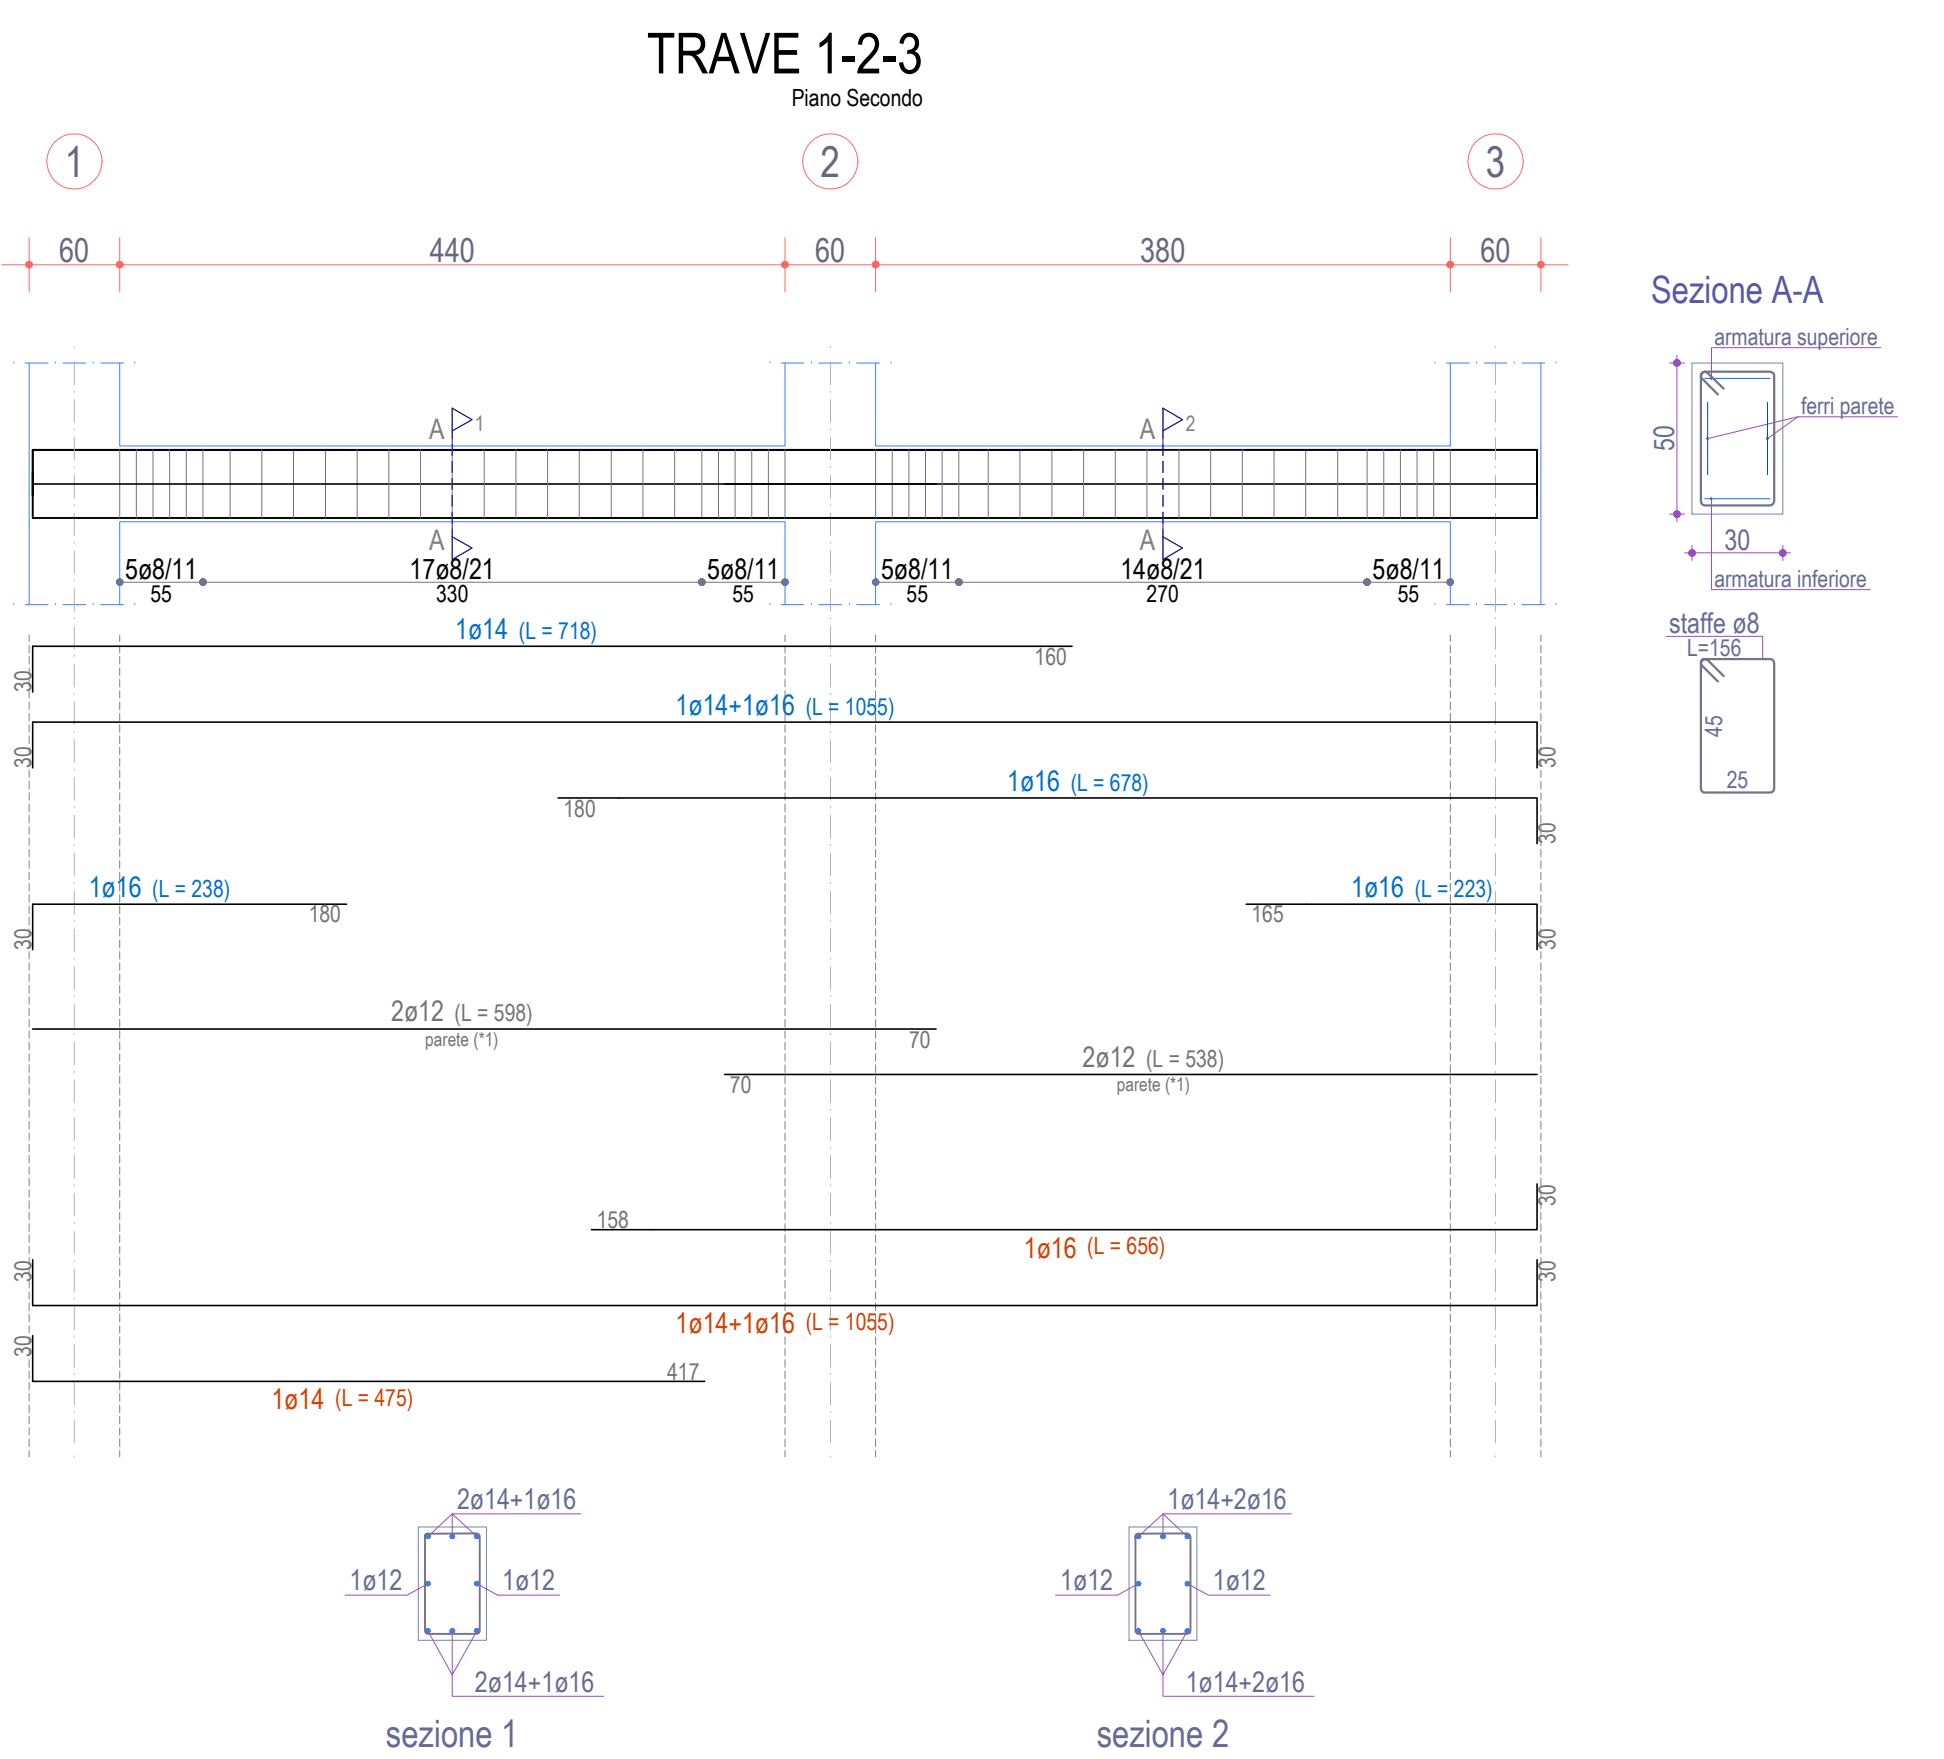 TRAVE 1-2-3
Piano Secondo
1 2 3
60 440 60 380 60
Sezione A-A
armatura superiore
ferri parete
50
30
armatura inferiore
A 1 A 2
A A
5ø8/11 17ø8/21 5ø8/11 5ø8/11 14ø8/21 5ø8/11
55 330 55 55 270 55
staffe ø8
L=156
45
25
1ø14 (L = 718)
30 160
1ø14+1ø16 (L = 1055)
30 30
1ø16 (L = 678)
180 30
1ø16 (L = 238) 1ø16 (L = 223)
30 180 165 30
2ø12 (L = 598)
parete (*1) 70
2ø12 (L = 538)
70 parete (*1)
158 30
1ø16 (L = 656)
30 30
1ø14+1ø16 (L = 1055)
30 417
1ø14 (L = 475)
2ø14+1ø16 1ø14+2ø16
1ø12 1ø12 1ø12 1ø12
2ø14+1ø16 1ø14+2ø16
sezione 1 sezione 2